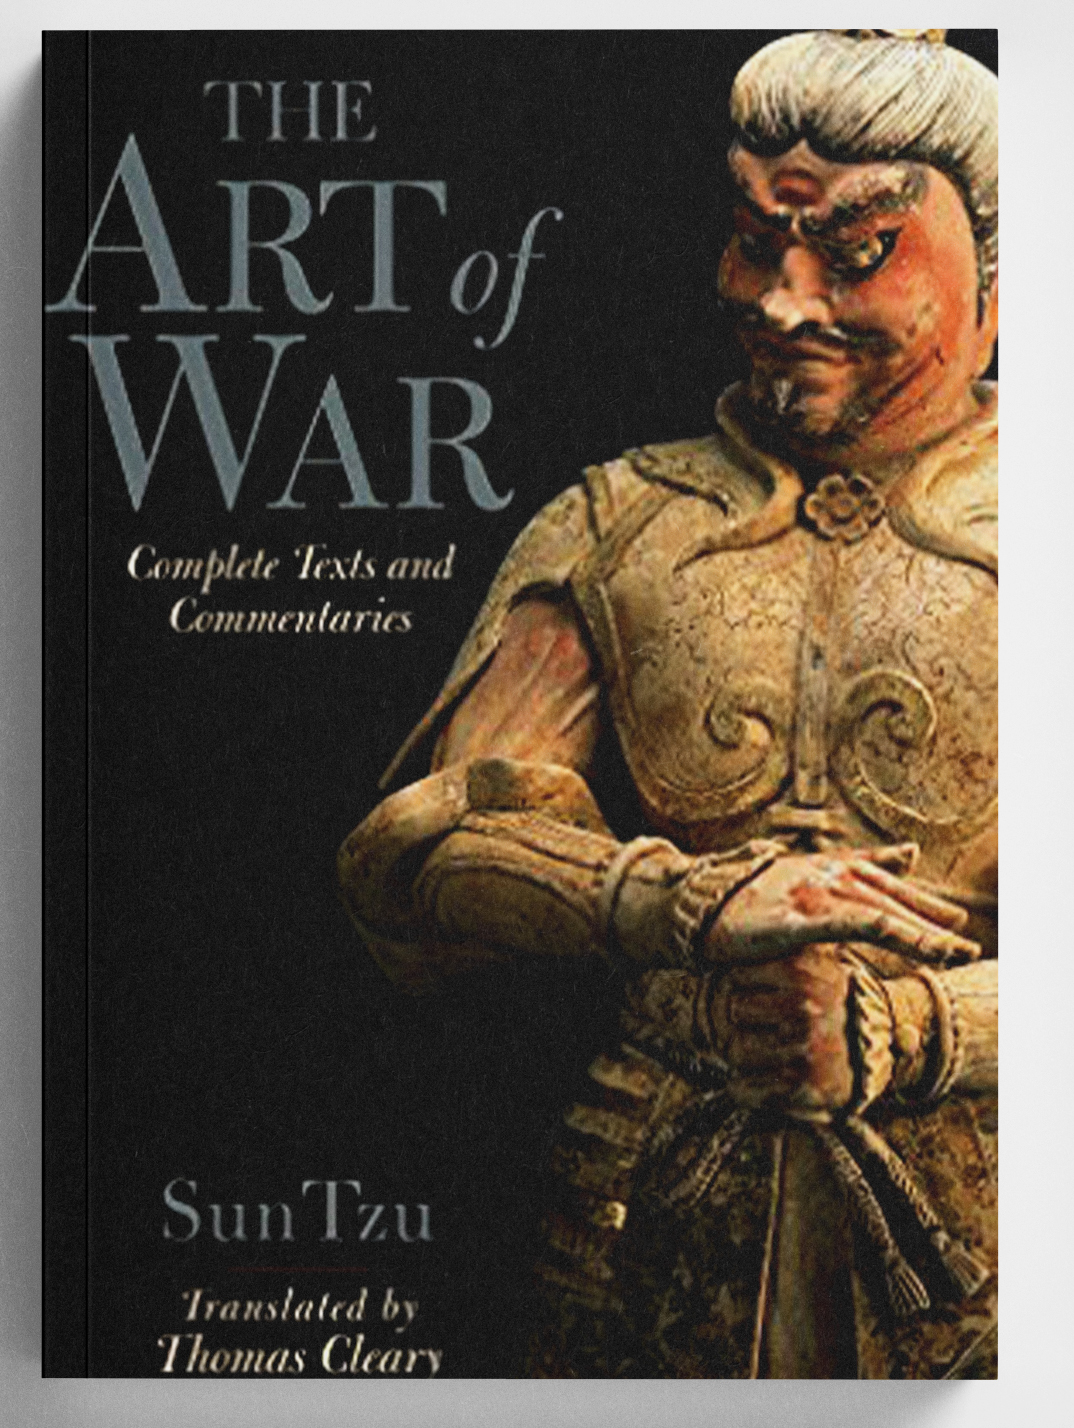 THE
ART of
WAR
Complete Texts and
Commentaries
Sun Tzu
Translated by
Thomas Cleary